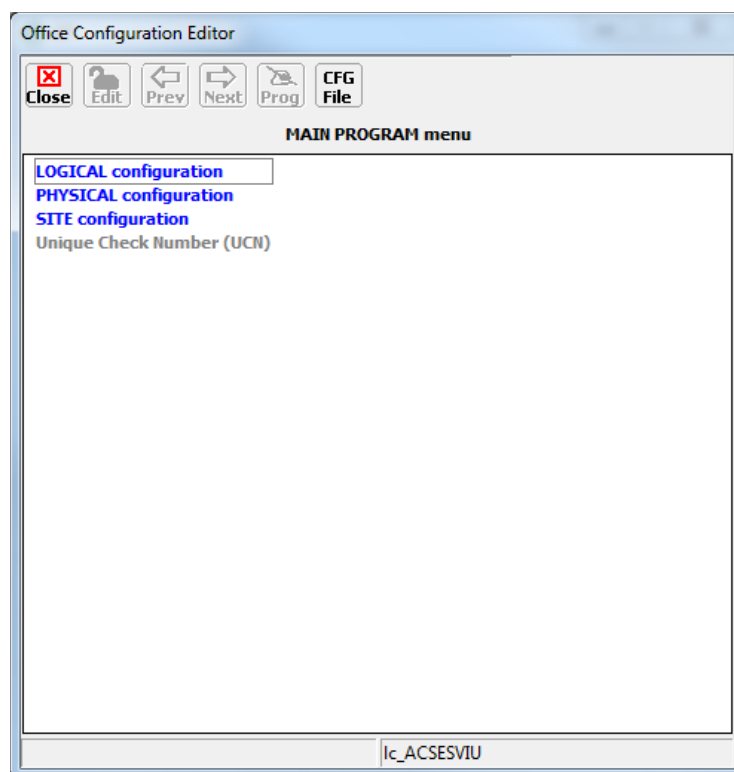 Office Configuration Editor
Close Edit Prev Next Prog CFG File
MAIN PROGRAM menu
LOGICAL configuration
PHYSICAL configuration
SITE configuration
Unique Check Number (UCN)
lc_ACSESVIU